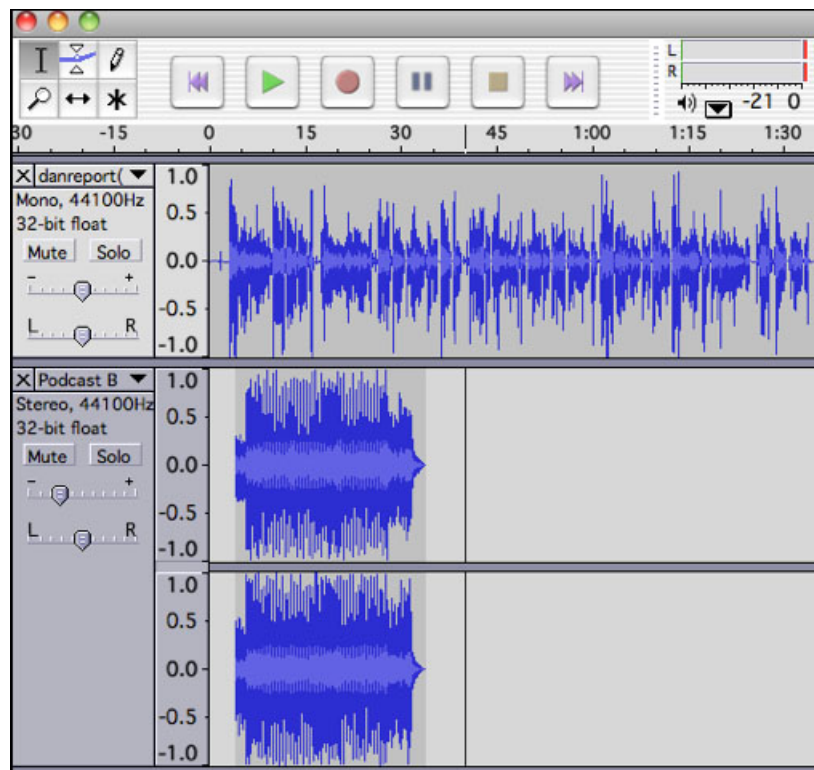 L
R
-21 0
30 -15 0 15 30 45 1:00 1:15 1:30
X danreport(
Mono, 44100Hz
32-bit float
Mute Solo
- +
L R
1.0
0.5
0.0
-0.5
-1.0
X Podcast B
Stereo, 44100Hz
32-bit float
Mute Solo
- +
L R
1.0
0.5
0.0
-0.5
-1.0
1.0
0.5
0.0
-0.5
-1.0